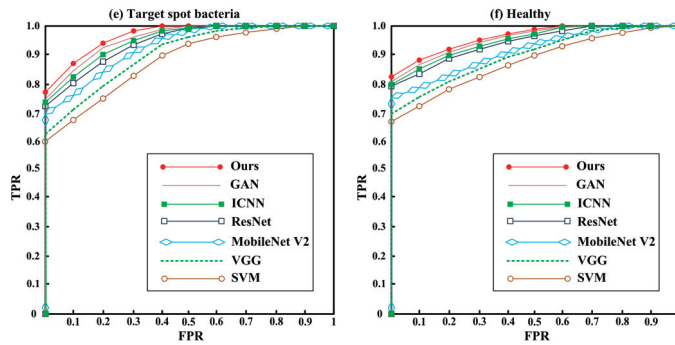 (e) Target spot bacteria
1.0
0.9
0.8
0.7
0.6
0.5
0.4
0.3
0.2
0.1
0
TPR
Ours
GAN
ICNN
ResNet
MobileNet V2
VGG
SVM
0.1 0.2 0.3 0.4 0.5 0.6 0.7 0.8 0.9 1
FPR
(f) Healthy
1.0
0.9
0.8
0.7
0.6
0.5
0.4
0.3
0.2
0.1
0
TPR
Ours
GAN
ICNN
ResNet
MobileNet V2
VGG
SVM
0.1 0.2 0.3 0.4 0.5 0.6 0.7 0.8 0.9
FPR